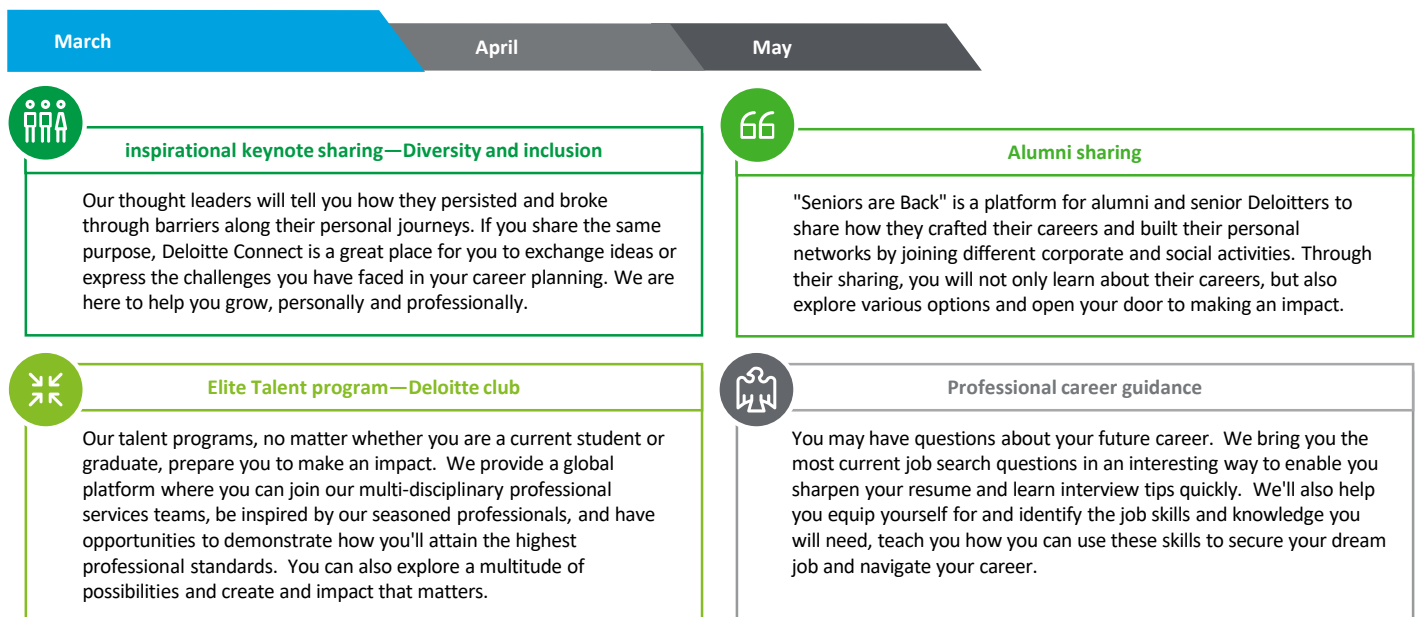 March
April
May
inspirational keynote sharing—Diversity and inclusion
Our thought leaders will tell you how they persisted and broke
through barriers along their personal journeys. If you share the same
purpose, Deloitte Connect is a great place for you to exchange ideas or
express the challenges you have faced in your career planning. We are
here to help you grow, personally and professionally.
Alumni sharing
"Seniors are Back" is a platform for alumni and senior Deloitters to
share how they crafted their careers and built their personal
networks by joining different corporate and social activities. Through
their sharing, you will not only learn about their careers, but also
explore various options and open your door to making an impact.
Elite Talent program—Deloitte club
Our talent programs, no matter whether you are a current student or
graduate, prepare you to make an impact.  We provide a global
platform where you can join our multi-disciplinary professional
services teams, be inspired by our seasoned professionals, and have
opportunities to demonstrate how you'll attain the highest
professional standards.  You can also explore a multitude of
possibilities and create and impact that matters.
Professional career guidance
You may have questions about your future career.  We bring you the
most current job search questions in an interesting way to enable you
sharpen your resume and learn interview tips quickly.  We'll also help
you equip yourself for and identify the job skills and knowledge you
will need, teach you how you can use these skills to secure your dream
job and navigate your career.